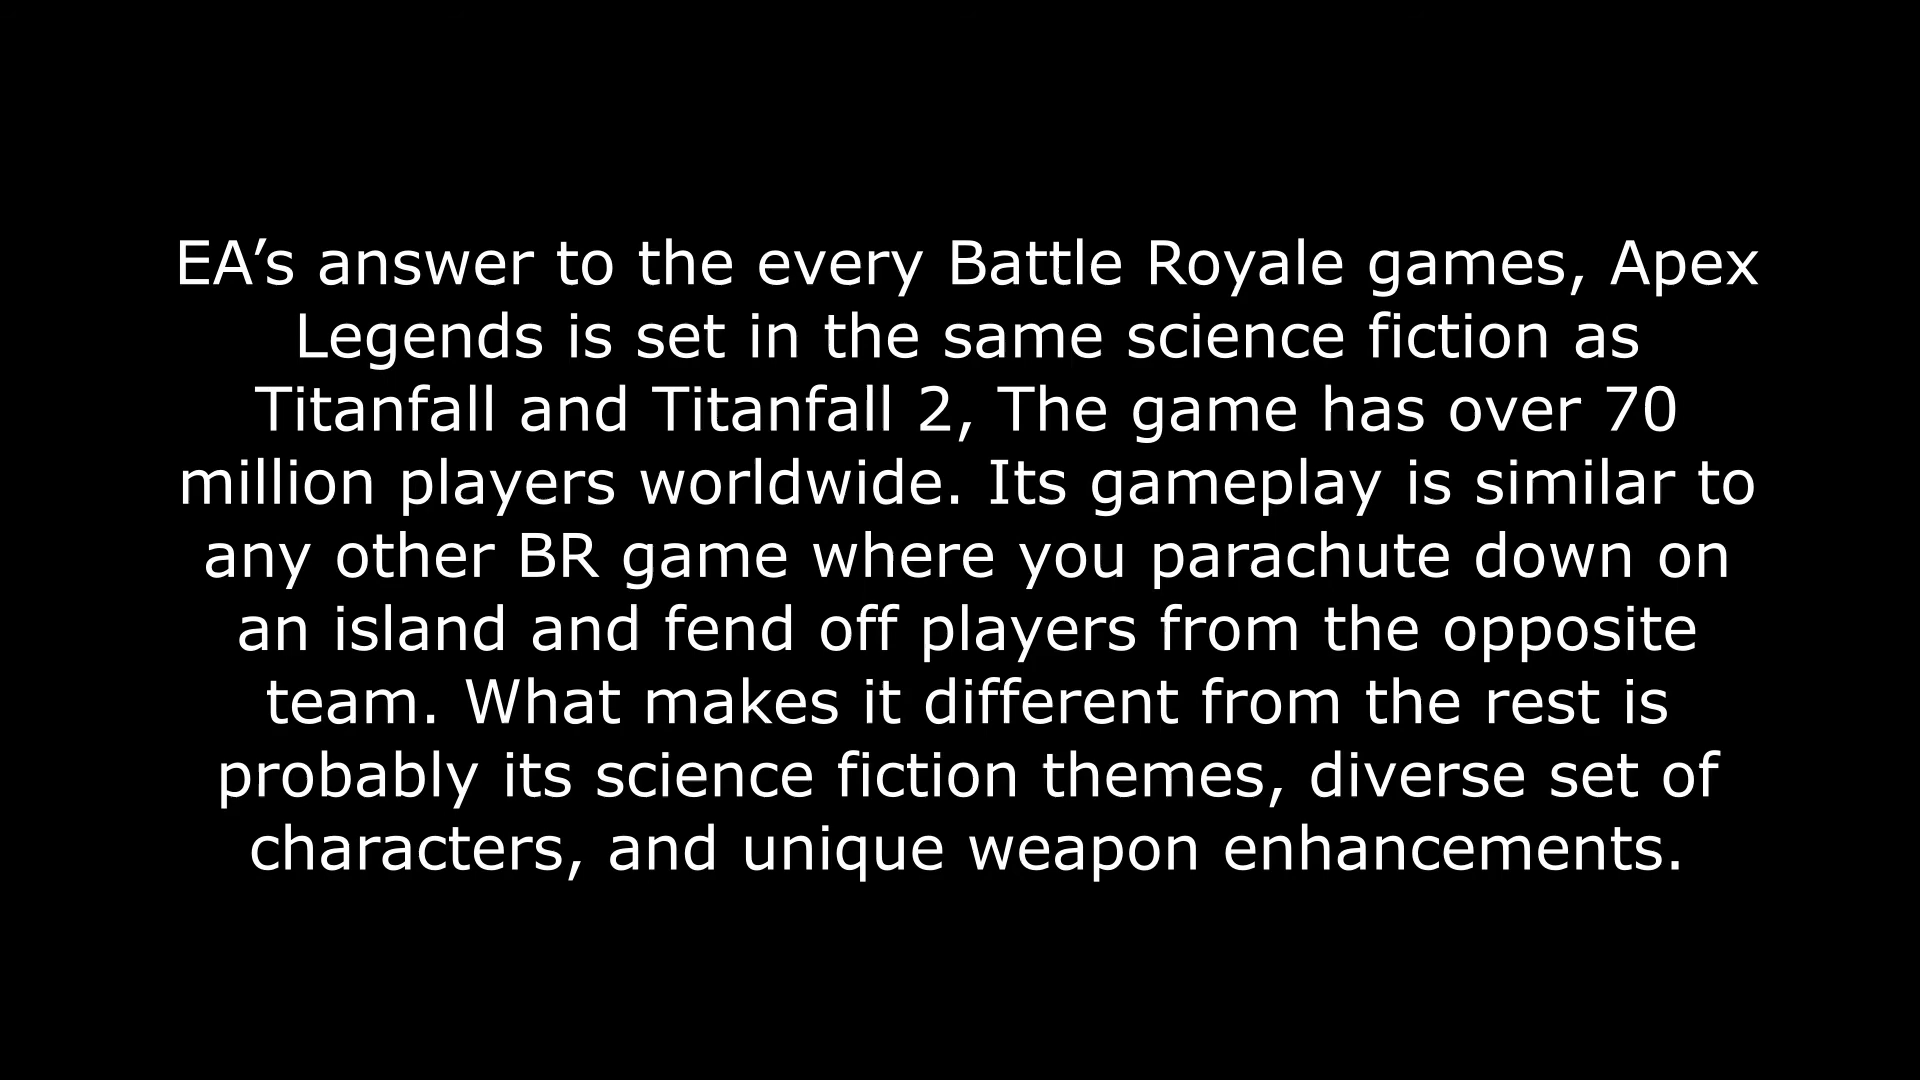 EA’s answer to the every Battle Royale games, Apex
Legends is set in the same science fiction as
Titanfall and Titanfall 2, The game has over 70
million players worldwide. Its gameplay is similar to
any other BR game where you parachute down on
an island and fend off players from the opposite
team. What makes it different from the rest is
probably its science fiction themes, diverse set of
characters, and unique weapon enhancements.